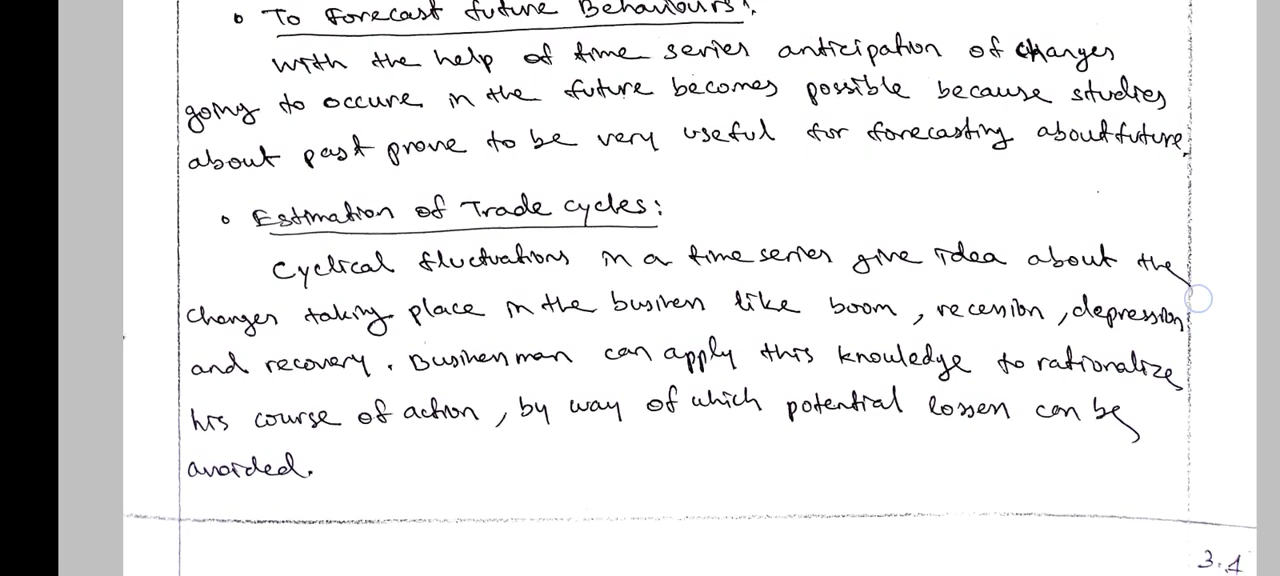 • To Forecast future Behaviours:
With the help of time series anticipation of changes
going to occure in the future becomes possible because studies
about past prove to be very useful for forecasting about future.
• Estimation of Trade cycles:
Cyclical fluctuations in a time series give idea about the
changes taking place in the business like boom, recession, depression
and recovery. Businessman can apply this knowledge to rationalize
his course of action, by way of which potential losses can be
avoided.
3.4